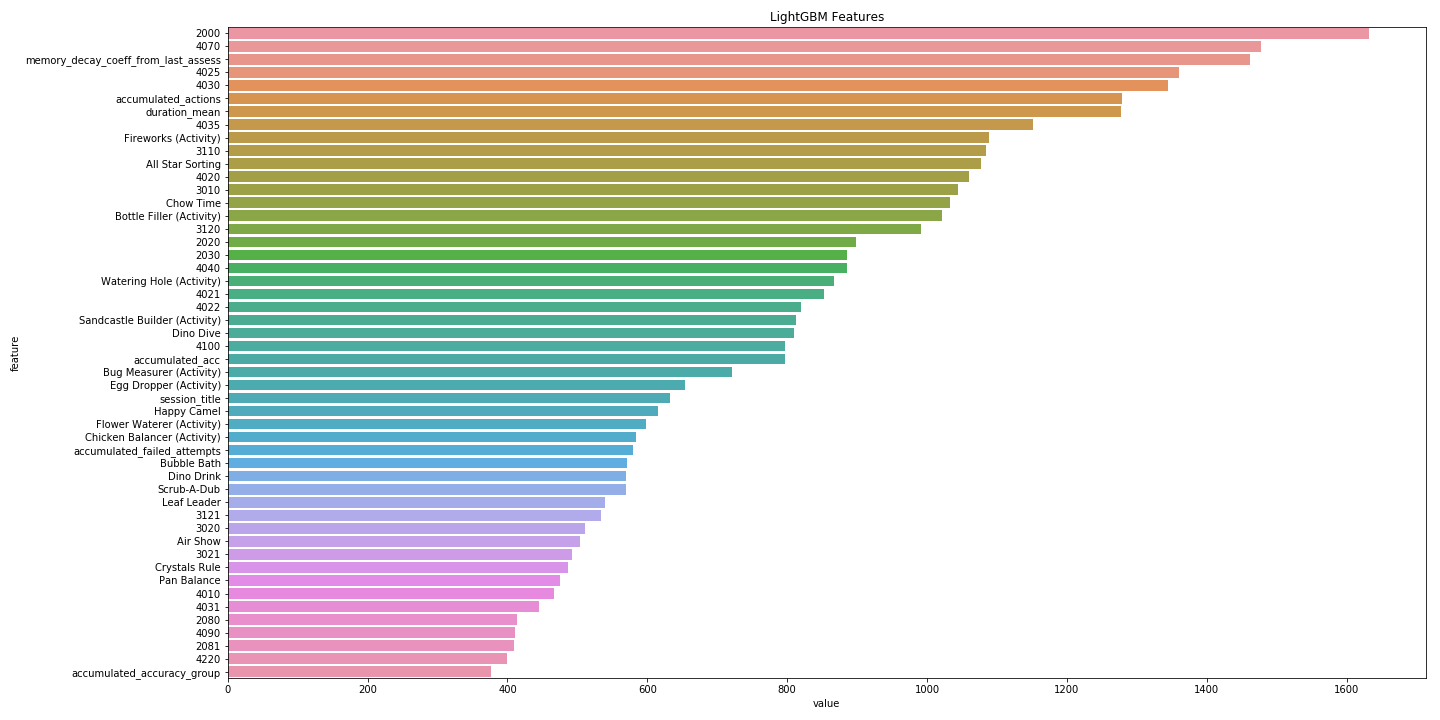 LightGBM Features
2000
4070
memory_decay_coeff_from_last_assess
4025
4030
accumulated_actions
duration_mean
4035
Fireworks (Activity)
3110
All Star Sorting
4020
3010
Chow Time
Bottle Filler (Activity)
3120
2020
2030
4040
Watering Hole (Activity)
4021
4022
Sandcastle Builder (Activity)
Dino Dive
4100
accumulated_acc
Bug Measurer (Activity)
Egg Dropper (Activity)
session_title
Happy Camel
Flower Waterer (Activity)
Chicken Balancer (Activity)
accumulated_failed_attempts
Bubble Bath
Dino Drink
Scrub-A-Dub
Leaf Leader
3121
3020
Air Show
3021
Crystals Rule
Pan Balance
4010
4031
2080
4090
2081
4220
accumulated_accuracy_group
feature
0 200 400 600 800 1000 1200 1400 1600
value